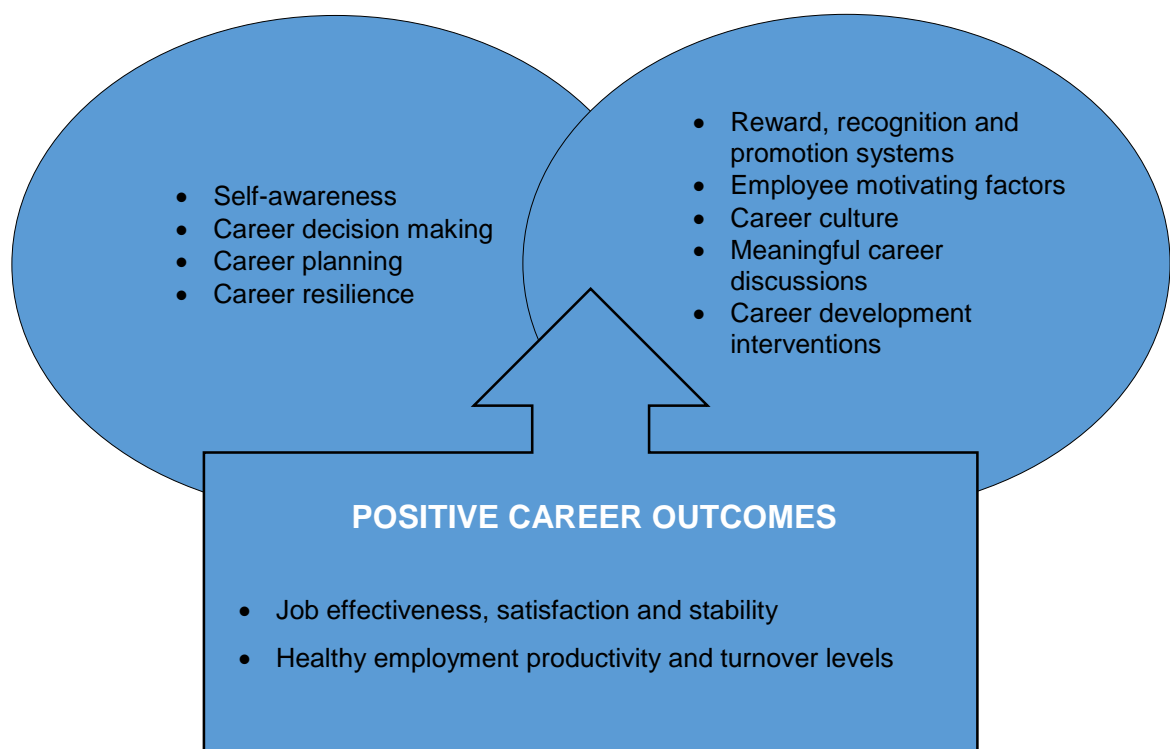 • Self-awareness
• Career decision making
• Career planning
• Career resilience
• Reward, recognition and
promotion systems
• Employee motivating factors
• Career culture
• Meaningful career
discussions
• Career development
interventions
POSITIVE CAREER OUTCOMES
• Job effectiveness, satisfaction and stability
• Healthy employment productivity and turnover levels